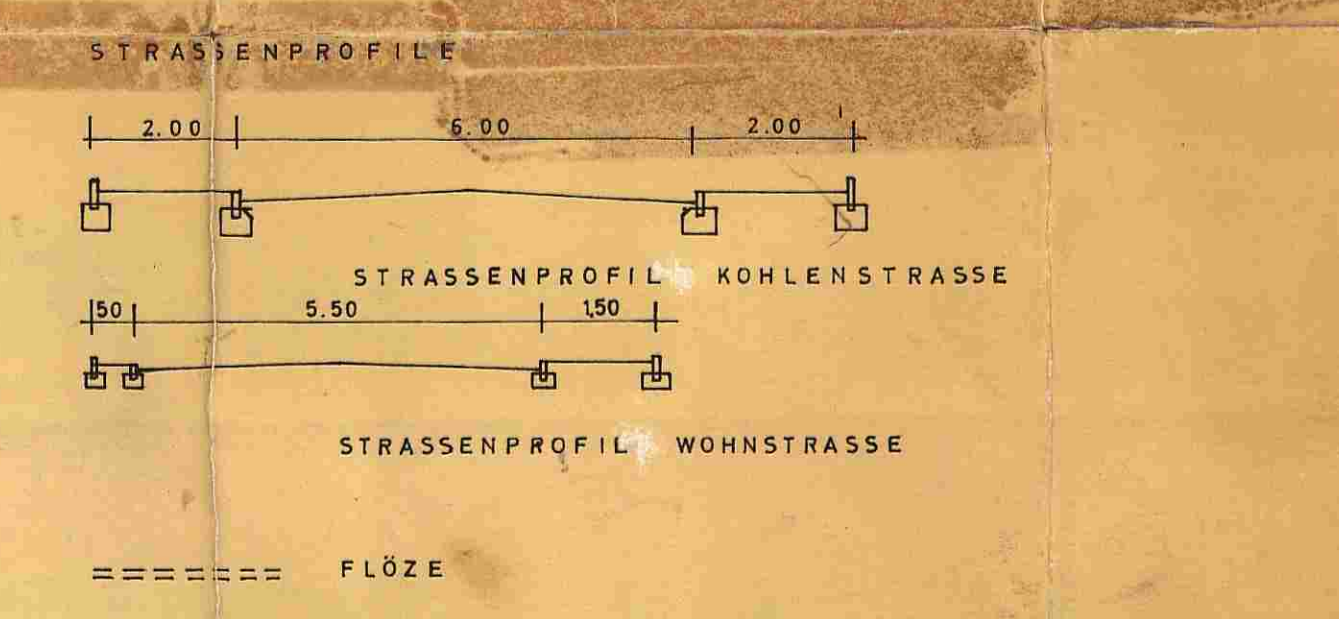 STRASSENPROFILE
2.00 6.00 2.00
STRASSENPROFIL KOHLENSTRASSE
50 5.50 1,50
STRASSENPROFIL WOHNSTRASSE
FLÖZE